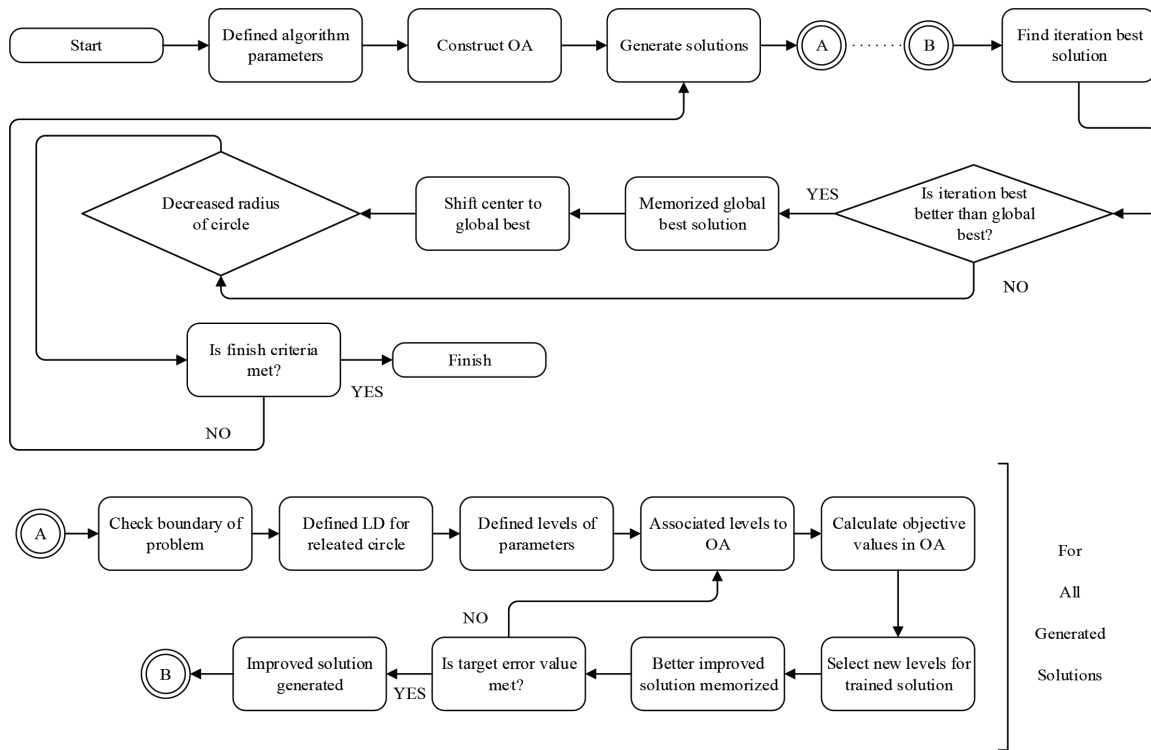 Start
Defined algorithm
parameters
Construct OA
Generate solutions
A
B
Find iteration best
solution
Decreased radius
of circle
Shift center to
global best
Memorized global
best solution
YES
Is iteration best
better than global
best?
NO
Is finish criteria
met?
YES
Finish
NO
A
Check boundary of
problem
Defined LD for
releated circle
Defined levels of
parameters
Associated levels to
OA
Calculate objective
values in OA
NO
B
Improved solution
generated
YES
Is target error value
met?
Better improved
solution memorized
Select new levels for
trained solution
For
All
Generated
Solutions